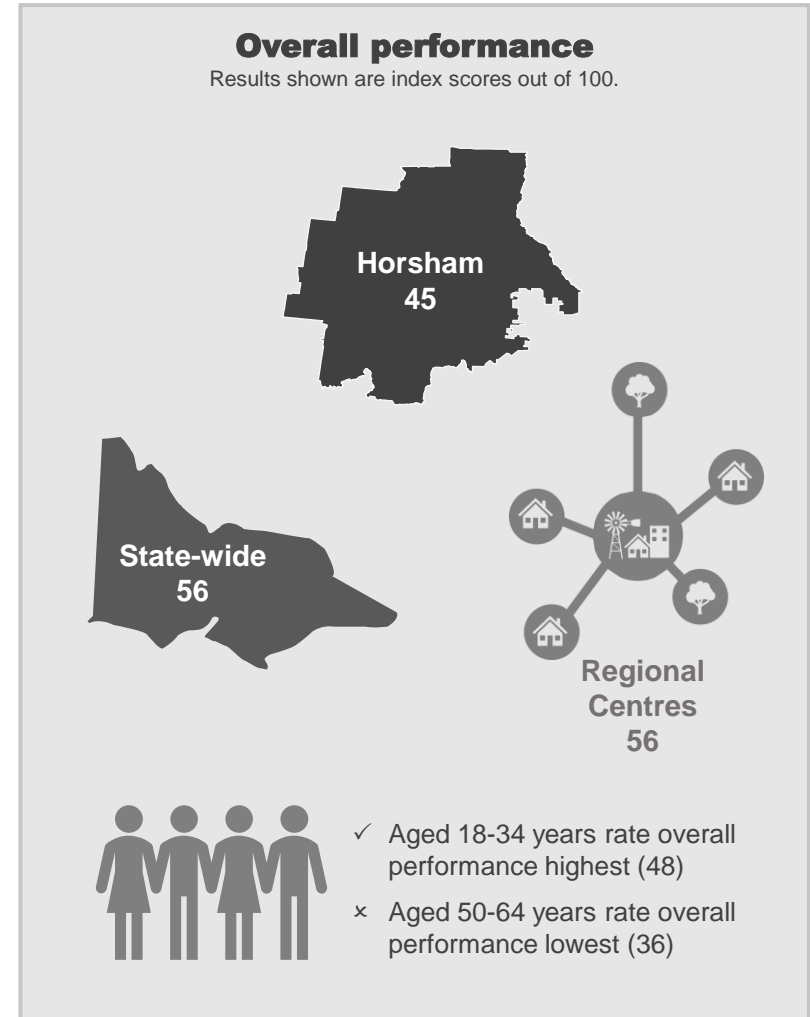 Overall performance
Results shown are index scores out of 100.
Horsham
45
State-wide
56
Regional
Centres
56
✓ Aged 18-34 years rate overall
performance highest (48)
× Aged 50-64 years rate overall
performance lowest (36)